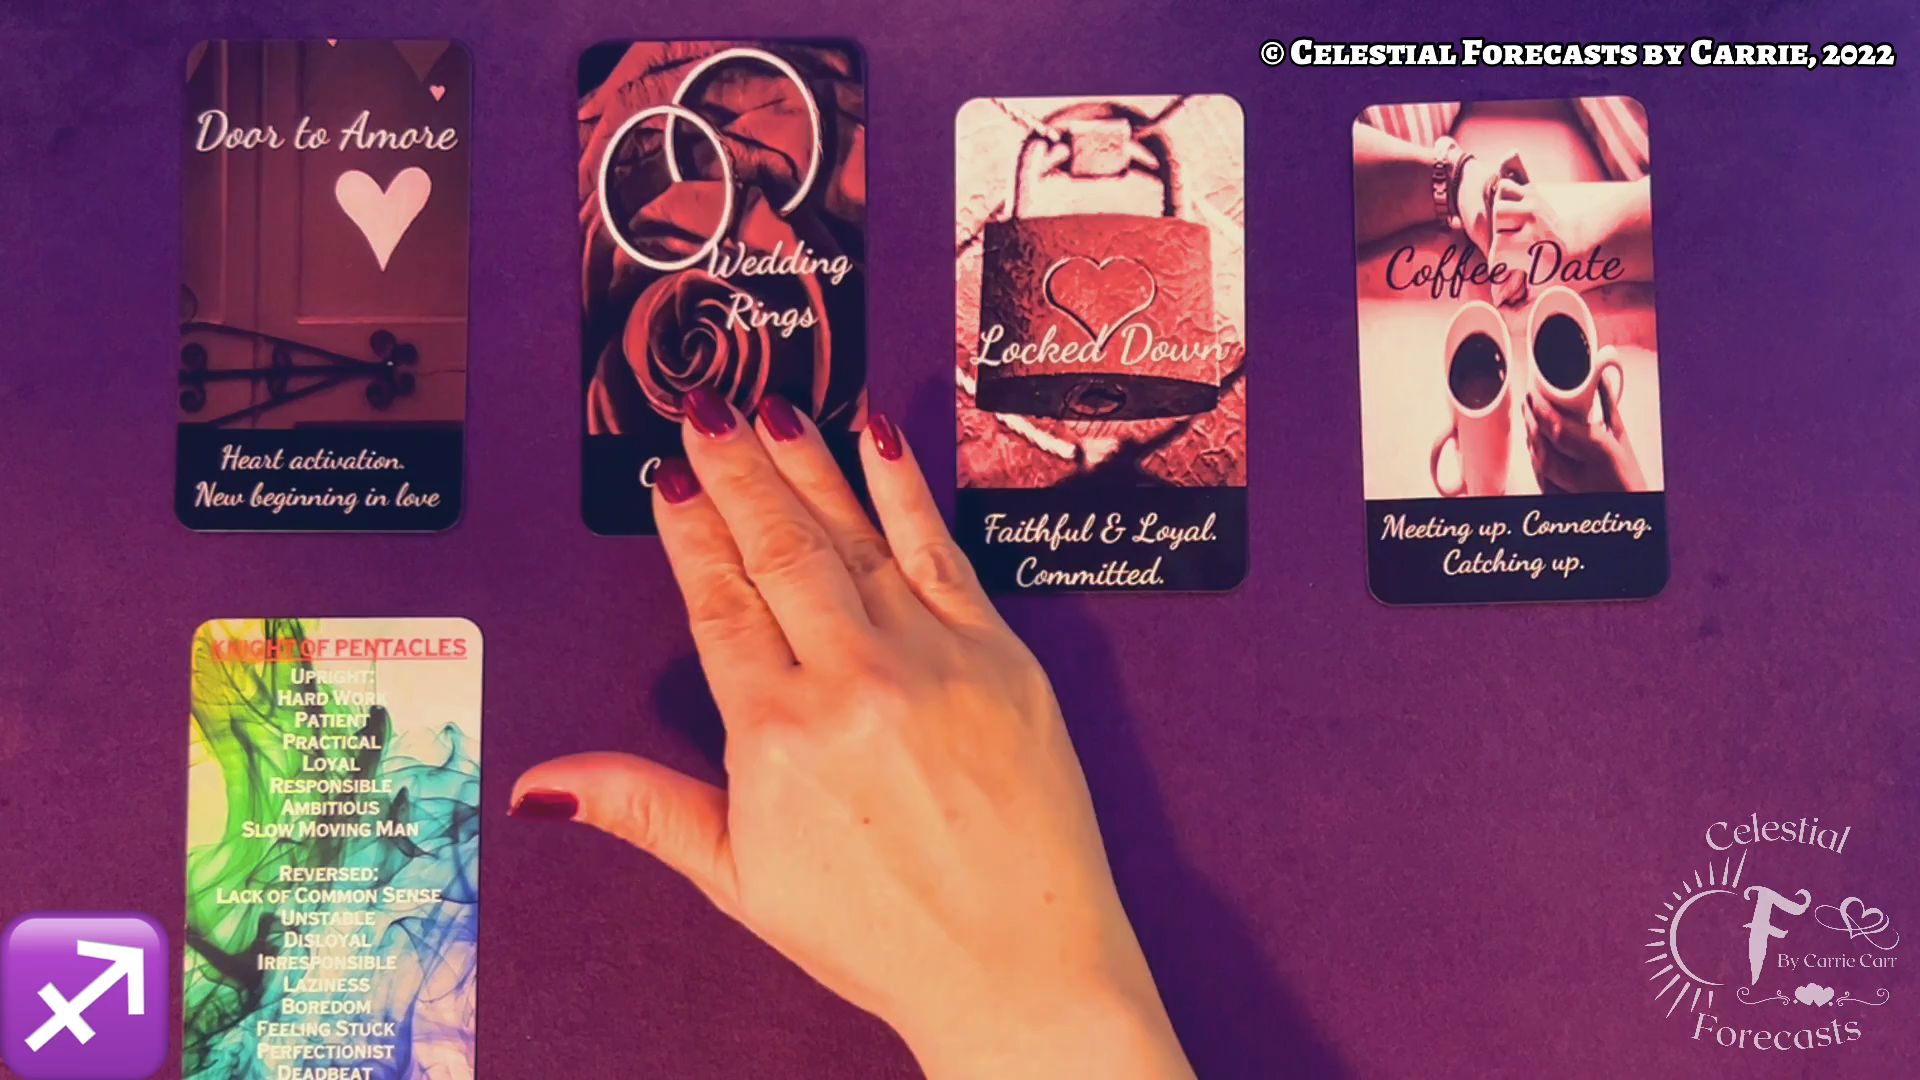 © Celestial Forecasts by Carrie, 2022
Door to Amore
Heart activation.
New beginning in love
Wedding
Rings
Locked Down
Faithful & Loyal.
Committed.
Coffee Date
Meeting up. Connecting.
Catching up.
KNIGHT OF PENTACLES
UPRIGHT:
HARD WORK
PATIENT
PRACTICAL
LOYAL
RESPONSIBLE
AMBITIOUS
SLOW MOVING MAN
REVERSED:
LACK OF COMMON SENSE
UNSTABLE
DISLOYAL
IRRESPONSIBLE
LAZINESS
BOREDOM
FEELING STUCK
PERFECTIONIST
DEADBEAT
Celestial
F
By Carrie Carr
Forecasts